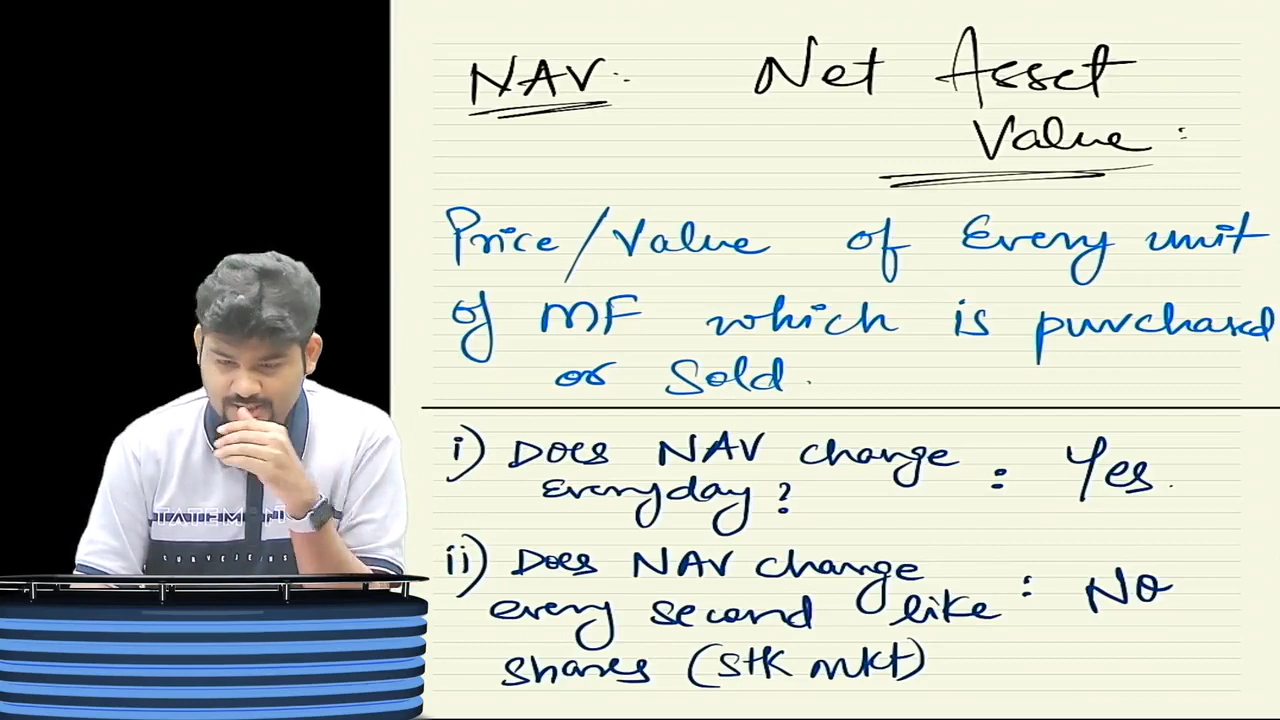 NAV:
Net Asset
Value:
Price/Value of Every unit
of MF which is purchased
or Sold.
i) Does NAV change
everyday? : Yes.
ii) Does NAV change
every second like : No
shares (Stk mkt)
TATEMEN